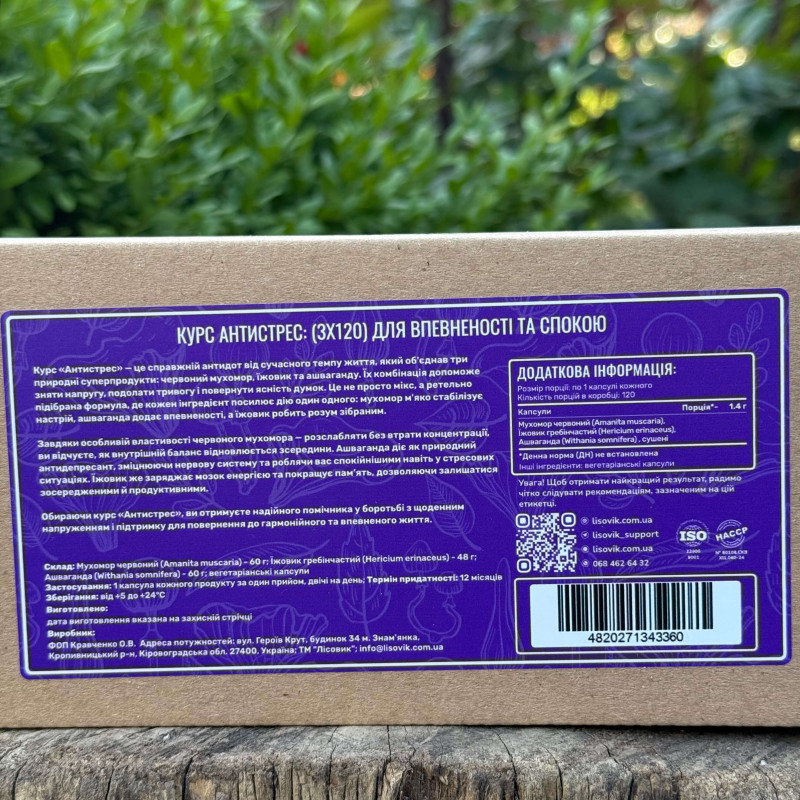 КУРС АНТИСТРЕС: (3Х120) ДЛЯ ВПЕВНЕНОСТІ ТА СПОКОЮ
Курс «Антистрес» — це справжній антидот від сучасного темпу життя, який об'єднав три
природні суперпродукти: червоний мухомор, їжовик та ашваганду. Їх комбінація допоможе
зняти напругу, подолати тривогу і повернути ясність думок. Це не просто мікс, а ретельно
підібрана формула, де кожен інгредієнт посилює дію один одного: мухомор м'яко стабілізує
настрій, ашваганда додає впевненості, а їжовик робить розум зібраним.
Завдяки особливій властивості червоного мухомора — розслабляти без втрати концентрації,
ви відчуєте, як внутрішній баланс відновлюється зсередини. Ашваганда діє як природний
антидепресант, зміцнюючи нервову систему та роблячи вас спокійнішими навіть у стресових
ситуаціях. Їжовик же заряджає мозок енергією та покращує пам'ять, дозволяючи залишатися
зосередженими й продуктивними.
Обираючи курс «Антистрес», ви отримуєте надійного помічника у боротьбі з щоденним
напруженням і підтримку для повернення до гармонійного та впевненого життя.
Склад: Мухомор червоний (Amanita muscaria) - 60 г; їжовик гребінчастий (Hericium erinaceus) - 48 г;
Ашваганда (Withania somnifera) - 60 г; вегетаріанські капсули
Застосування: 1 капсула кожного продукту за один прийом, двічі на день; Термін придатності: 12 місяців
Зберігання: від +5 до +24°С
Виготовлено:
дата виготовлення вказана на захисній стрічці
Виробник:
ФОП Кравченко О.В. Адреса потужностей: вул. Героїв Крут, будинок 34 м. Знам'янка,
Кропивницький р-н, Кіровоградська обл. 27400. Україна; ТМ "Лісовик"; info@lisovik.com.ua
ДОДАТКОВА ІНФОРМАЦІЯ:
Розмір порції: по 1 капсулі кожного
Кількість порцій в коробці: 120
Капсули Порція*- 1.4 г
Мухомор червоний (Amanita muscaria),
Їжовик гребінчастий (Hericium erinaceus),
Ашваганда (Withania somnifera) , сушені
*Денна норма (ДН) не встановлена
Інші інгредієнти: вегетаріанські капсули
Увага! Щоб отримати найкращий результат, радимо
чітко слідувати рекомендаціям, зазначеним на цій
етикетці.
lisovik.com.ua
lisovik_support
lisovik.com.ua
068 462 64 32
ISO
22000
9001
HACCP
4820271343360